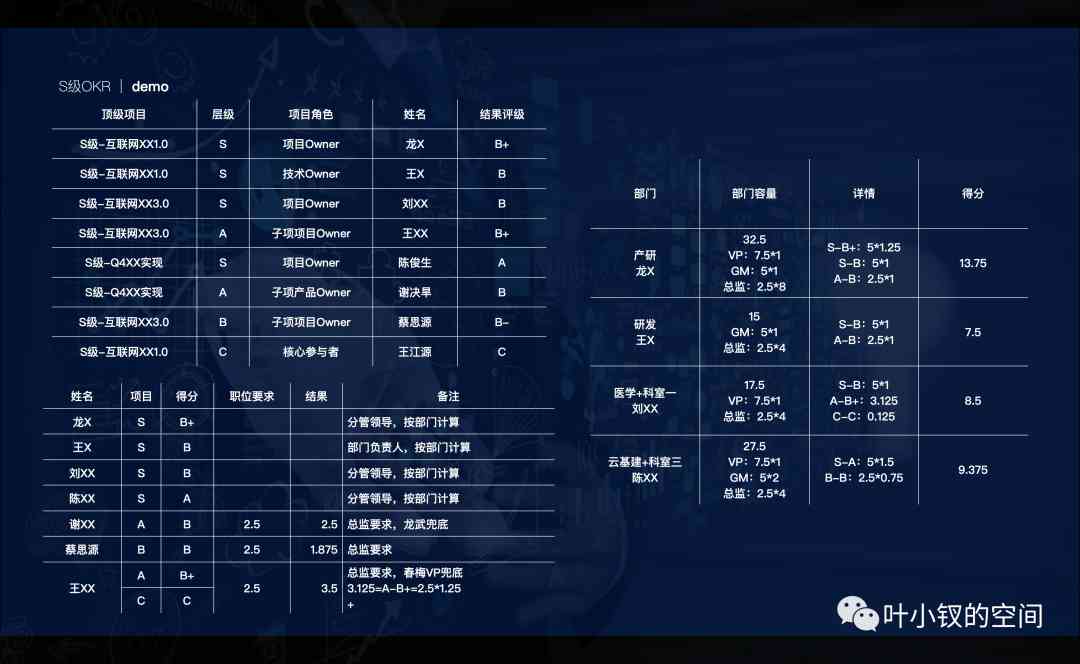 S级OKR | demo
顶级项目 层级 项目角色 姓名 结果评级
S级-互联网XX1.0 S 项目Owner 龙X B+
S级-互联网XX1.0 S 技术Owner 王X B
S级-互联网XX3.0 S 项目Owner 刘XX B
S级-互联网XX3.0 A 子项项目Owner 王XX B+
S级-Q4XX实现 S 项目Owner 陈俊生 A
S级-Q4XX实现 A 子项产品Owner 谢决旱 B
S级-互联网XX3.0 B 子项项目Owner 蔡思源 B-
S级-互联网XX1.0 C 核心参与者 王江源 C
姓名 项目 得分 职位要求 结果 备注
龙X S B+ 分管领导，按部门计算
王X S B 部门负责人，按部门计算
刘XX S B 分管领导，按部门计算
陈XX S A 分管领导，按部门计算
谢XX A B 2.5 2.5 总监要求，龙武兜底
蔡思源 B B 2.5 1.875 总监要求
王XX 2.5 3.5
A B+
C C
总监要求，春梅VP兜底
3.125=A-B+=2.5*1.25
+
部门 部门容量 详情 得分
产研
龙X
32.5
VP：7.5*1
GM：5*1
总监：2.5*8
S-B+：5*1.25
S-B：5*1
A-B：2.5*1
13.75
研发
王X
15
GM：5*1
总监：2.5*4
S-B：5*1
A-B：2.5*1
7.5
医学+科室一
刘XX
17.5
VP：7.5*1
总监：2.5*4
S-B：5*1
A-B+：3.125
C-C：0.125
8.5
云基建+科室三
陈XX
27.5
VP：7.5*1
GM：5*2
总监：2.5*4
S-A：5*1.5
B-B：2.5*0.75
9.375
叶小钗的空间